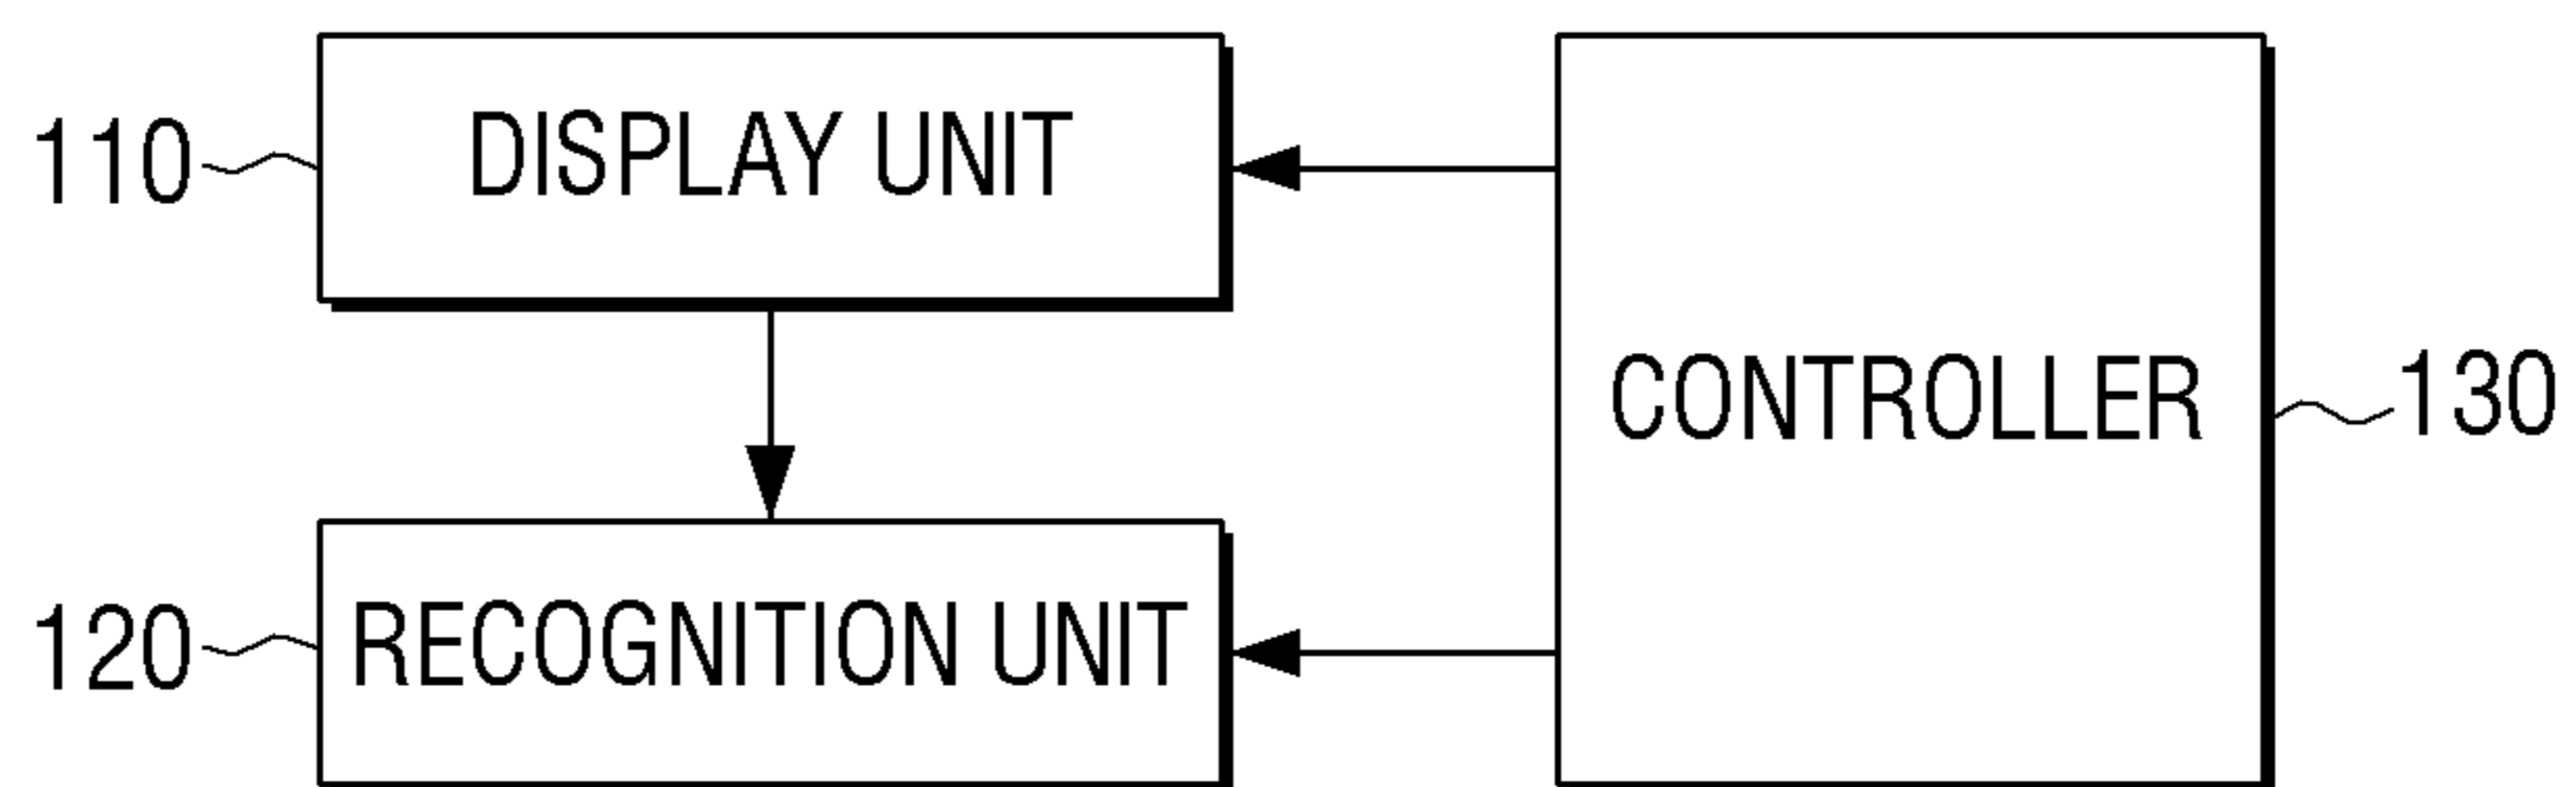 110
DISPLAY UNIT
CONTROLLER
130
120
RECOGNITION UNIT